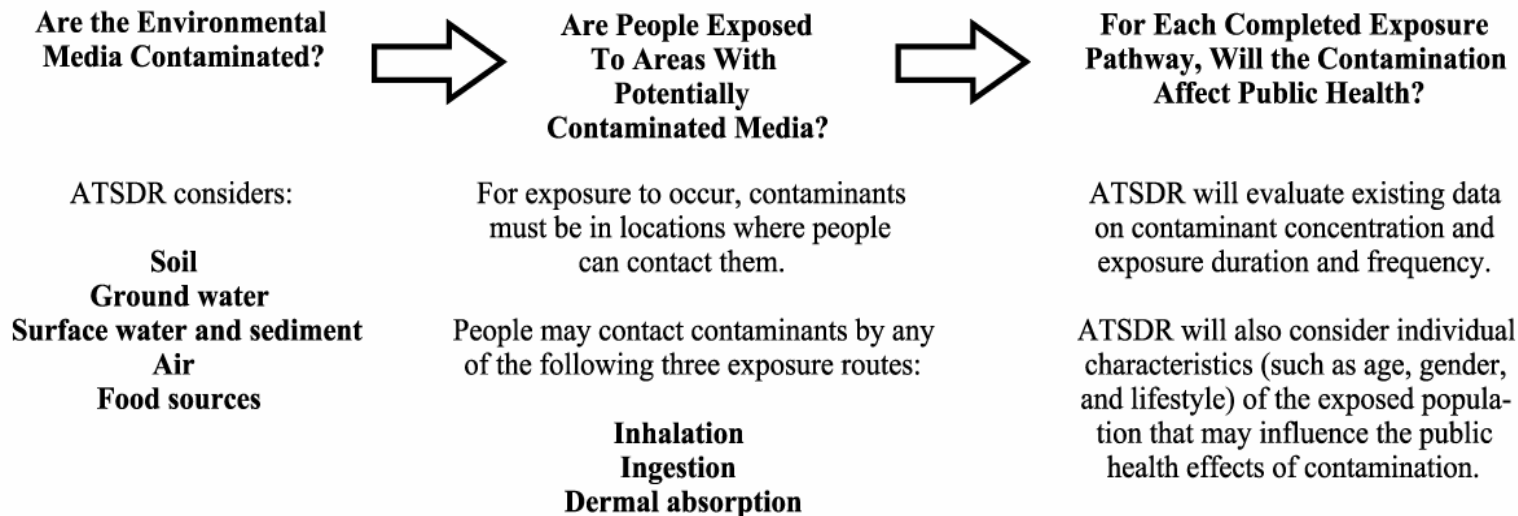 Are the Environmental
Media Contaminated?
ATSDR considers:
Soil
Ground water
Surface water and sediment
Air
Food sources
Are People Exposed
To Areas With
Potentially
Contaminated Media?
For exposure to occur, contaminants
must be in locations where people
can contact them.
People may contact contaminants by any
of the following three exposure routes:
Inhalation
Ingestion
Dermal absorption
For Each Completed Exposure
Pathway, Will the Contamination
Affect Public Health?
ATSDR will evaluate existing data
on contaminant concentration and
exposure duration and frequency.
ATSDR will also consider individual
characteristics (such as age, gender,
and lifestyle) of the exposed popula-
tion that may influence the public
health effects of contamination.